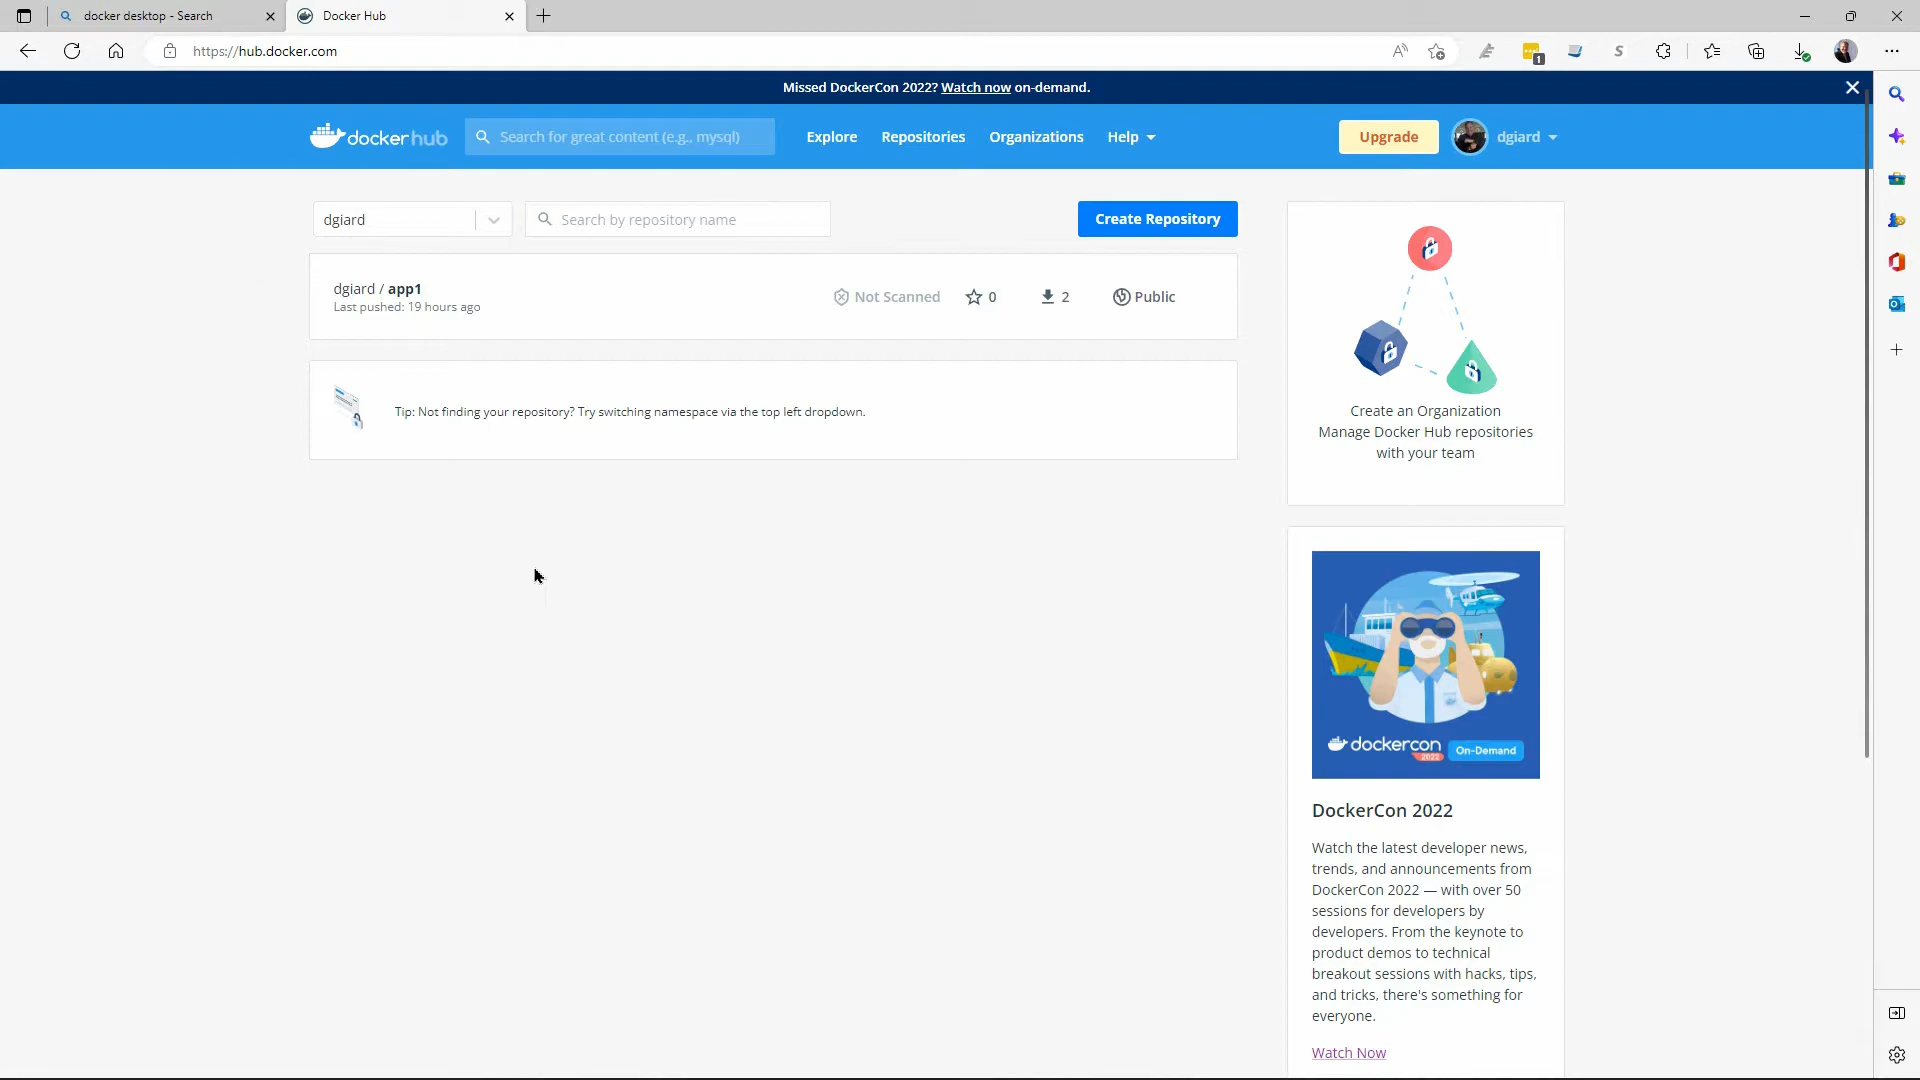 docker desktop - Search
Docker Hub
https://hub.docker.com
1
Missed DockerCon 2022? Watch now on-demand.
docker hub
Search for great content (e.g., mysql)
Explore
Repositories
Organizations
Help
Upgrade
dgiard
dgiard
Search by repository name
Create Repository
dgiard / app1
Last pushed: 19 hours ago
Not Scanned
0
2
Public
Tip: Not finding your repository? Try switching namespace via the top left dropdown.
Create an Organization
Manage Docker Hub repositories
with your team
dockercon
2022
On-Demand
DockerCon 2022
Watch the latest developer news,
trends, and announcements from
DockerCon 2022 — with over 50
sessions for developers by
developers. From the keynote to
product demos to technical
breakout sessions with hacks, tips,
and tricks, there's something for
everyone.
Watch Now